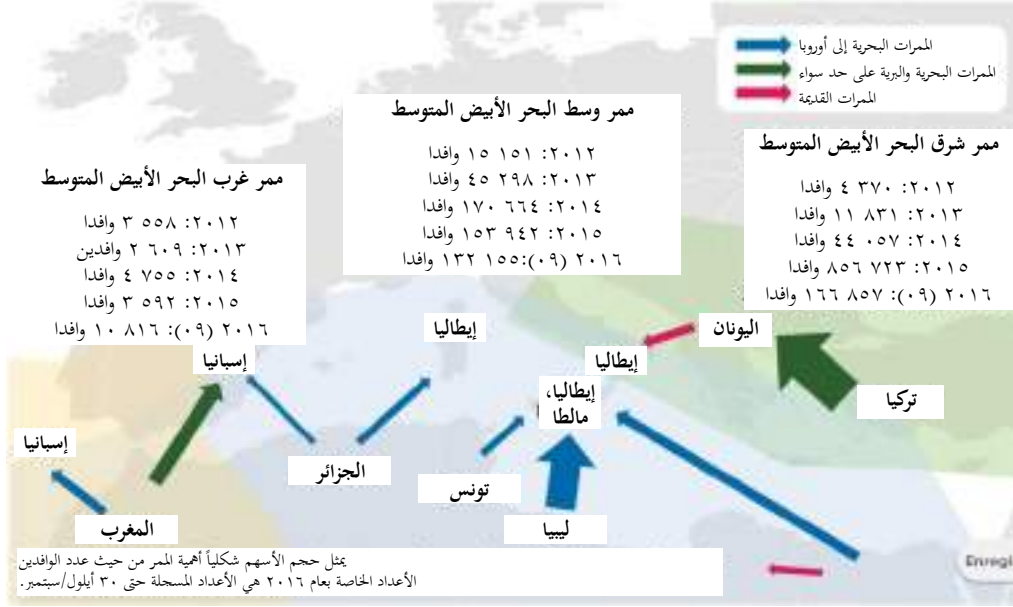 الممرات البحرية إلى أوروبا
الممرات البحرية والبرية على حد سواء
الممرات القديمة
ممر شرق البحر الأبيض المتوسط
٢٠١٢: ٣٧٠ ٤ وافدا
٢٠١٣: ٨٣١ ١١ وافدا
٢٠١٤: ٠٥٧ ٤٤ وافدا
٢٠١٥: ٧٢٣ ٨٥٦ وافدا
٢٠١٦ (٠٩): ٨٥٧ ١٦٦ وافدا
ممر وسط البحر الأبيض المتوسط
٢٠١٢: ١٥١ ١٥ وافدا
٢٠١٣: ٢٩٨ ٤٥ وافدا
٢٠١٤: ٦٦٤ ١٧٠ وافدا
٢٠١٥: ٩٤٢ ١٥٣ وافدا
٢٠١٦ (٠٩): ١٥٥ ١٣٢ وافدا
ممر غرب البحر الأبيض المتوسط
٢٠١٢: ٥٥٨ ٣ وافدا
٢٠١٣: ٦٠٩ ٢ وافدين
٢٠١٤: ٧٥٥ ٤ وافدا
٢٠١٥: ٥٩٢ ٣ وافدا
٢٠١٦ (٠٩): ٨١٦ ١٠ وافدا
اليونان
إيطاليا
إيطاليا
إسبانيا
تركيا
إيطاليا،
مالطا
إسبانيا
الجزائر
تونس
ليبيا
المغرب
يمثل حجم الأسهم شكلياً أهمية الممر من حيث عدد الوافدين
الأعداد الخاصة بعام ٢٠١٦ هي الأعداد المسجلة حتى ٣٠ أيلول/سبتمبر.